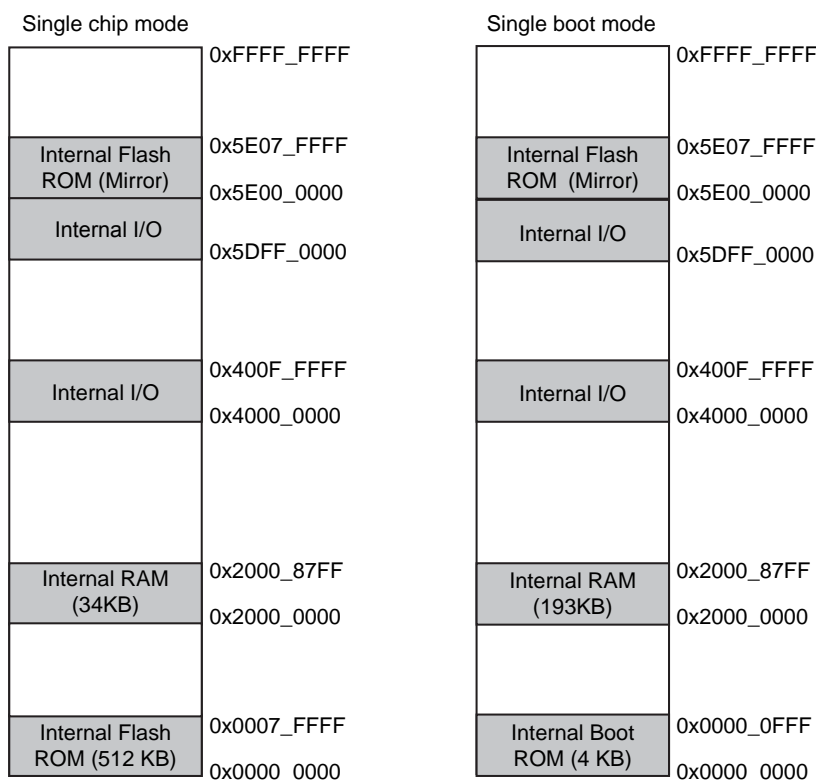 Single chip mode
0xFFFF_FFFF
Internal Flash
ROM (Mirror)
0x5E07_FFFF
0x5E00_0000
Internal I/O
0x5DFF_0000
Internal I/O
0x400F_FFFF
0x4000_0000
Internal RAM
(34KB)
0x2000_87FF
0x2000_0000
Internal Flash
ROM (512 KB)
0x0007_FFFF
0x0000_0000
Single boot mode
0xFFFF_FFFF
Internal Flash
ROM (Mirror)
0x5E07_FFFF
0x5E00_0000
Internal I/O
0x5DFF_0000
Internal I/O
0x400F_FFFF
0x4000_0000
Internal RAM
(193KB)
0x2000_87FF
0x2000_0000
Internal Boot
ROM (4 KB)
0x0000_0FFF
0x0000_0000